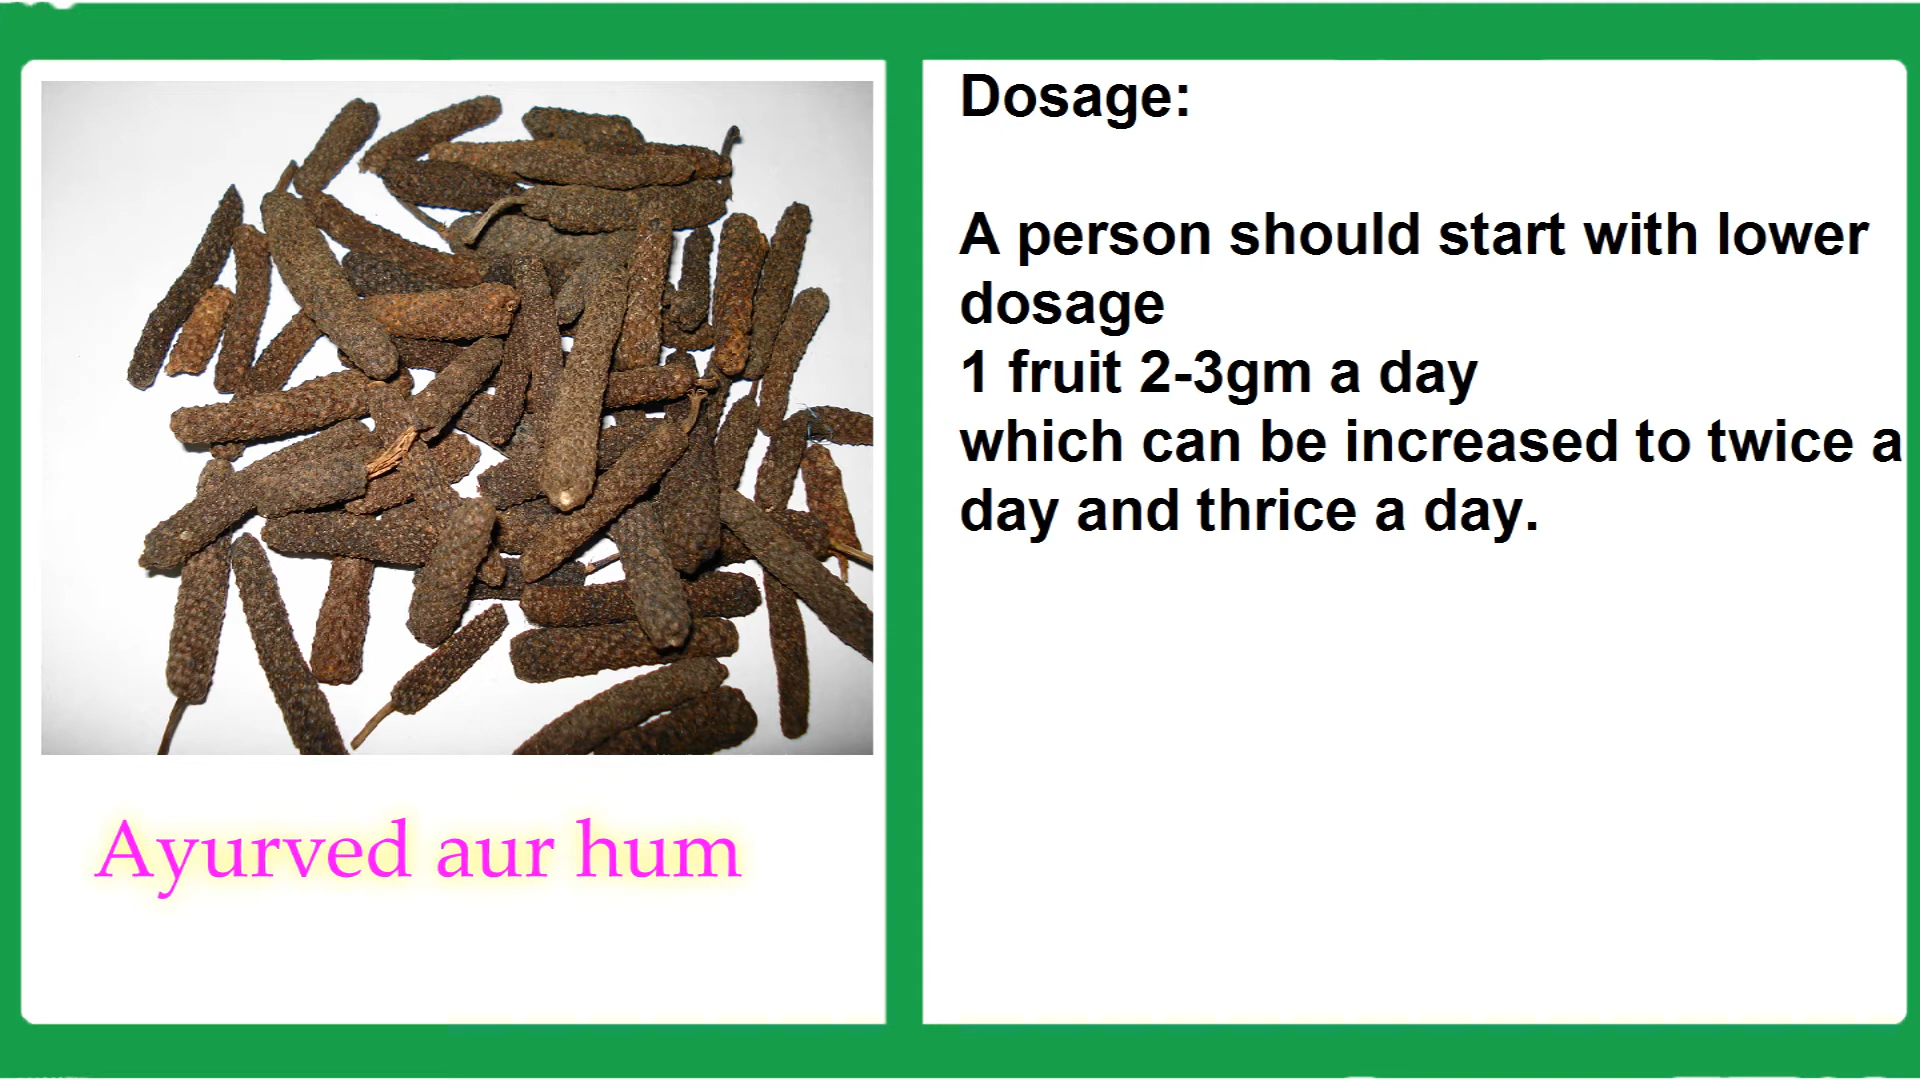 Dosage:
A person should start with lower
dosage
1 fruit 2-3gm a day
which can be increased to twice a
day and thrice a day.
Ayurved aur hum